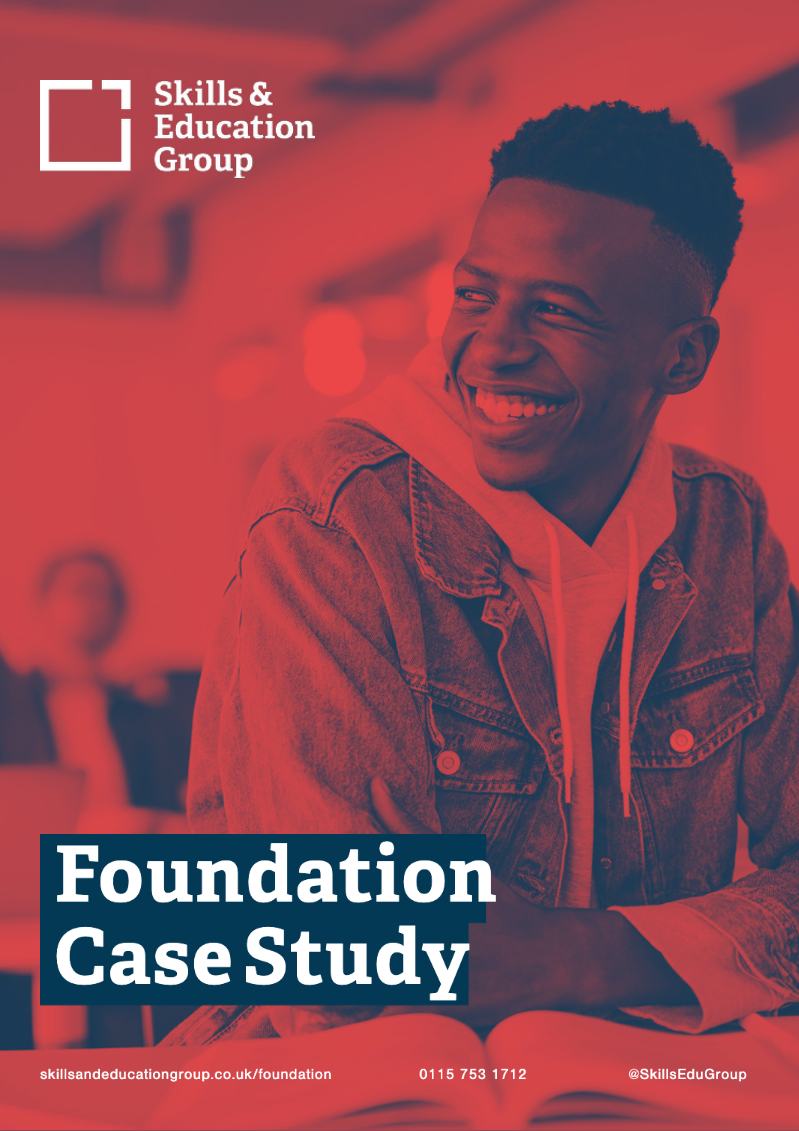 Skills &
Education
Group
Foundation
Case Study
skillsandeducationgroup.co.uk/foundation 0115 753 1712 @SkillsEduGroup